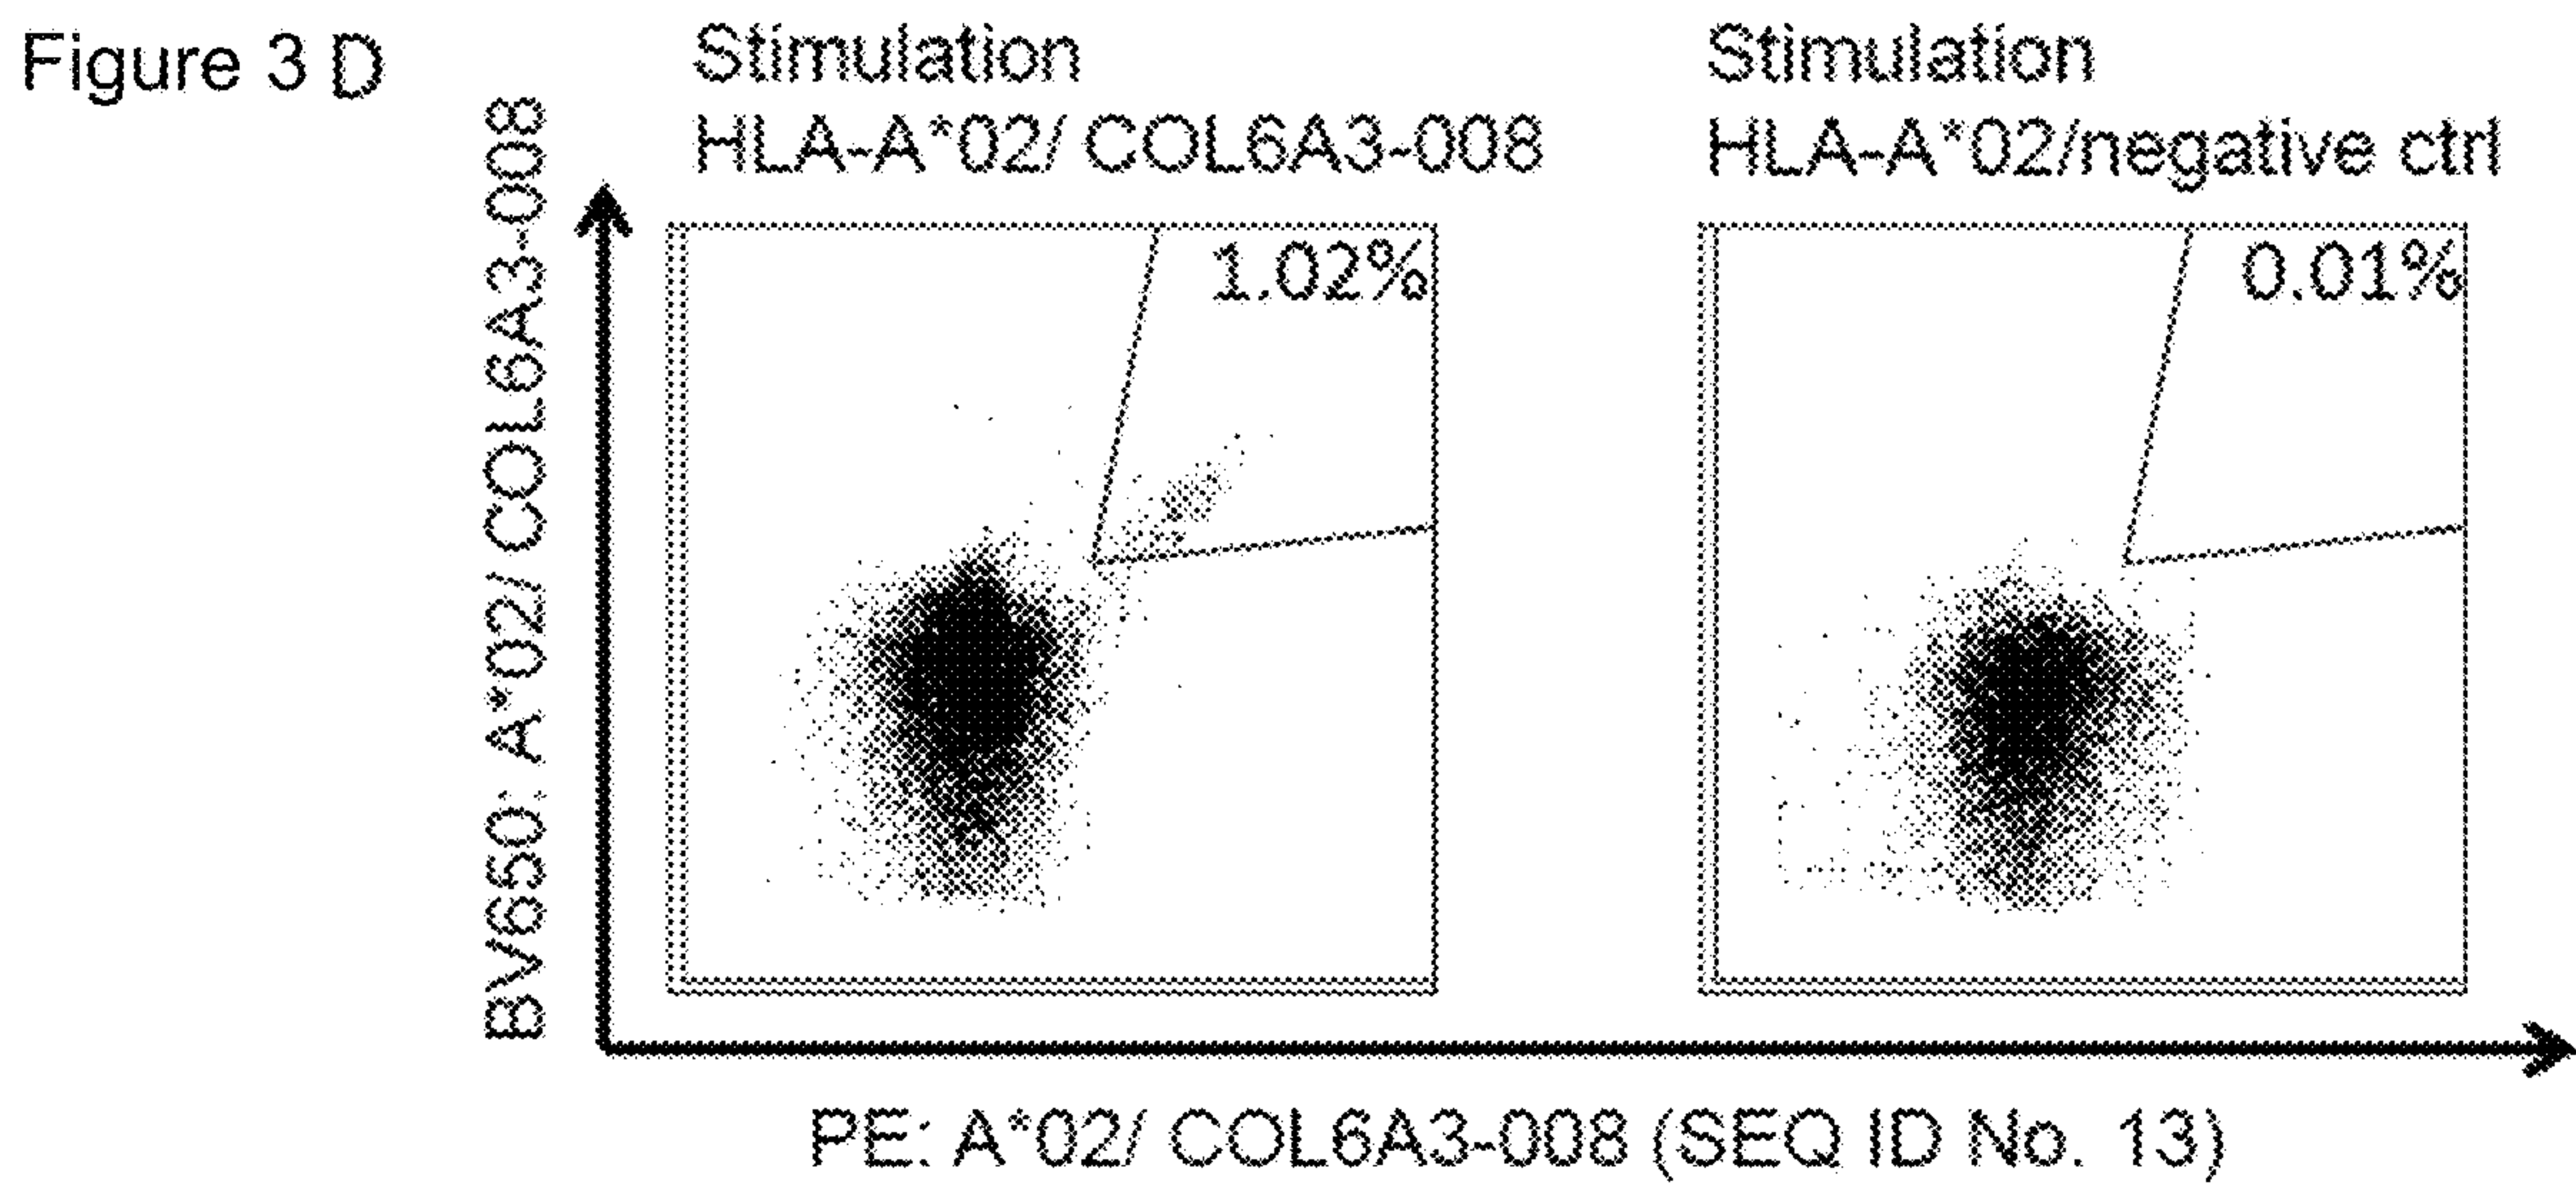 Figure 3 D
Stimulation
HLA-A*02/ COL6A3-008
Stimulation
HLA-A*02/negative ctrl
BV650: A*02/ COL6A3-008
1.02%
0.01%
PE: A*02/ COL6A3-008 (SEQ ID No. 13)